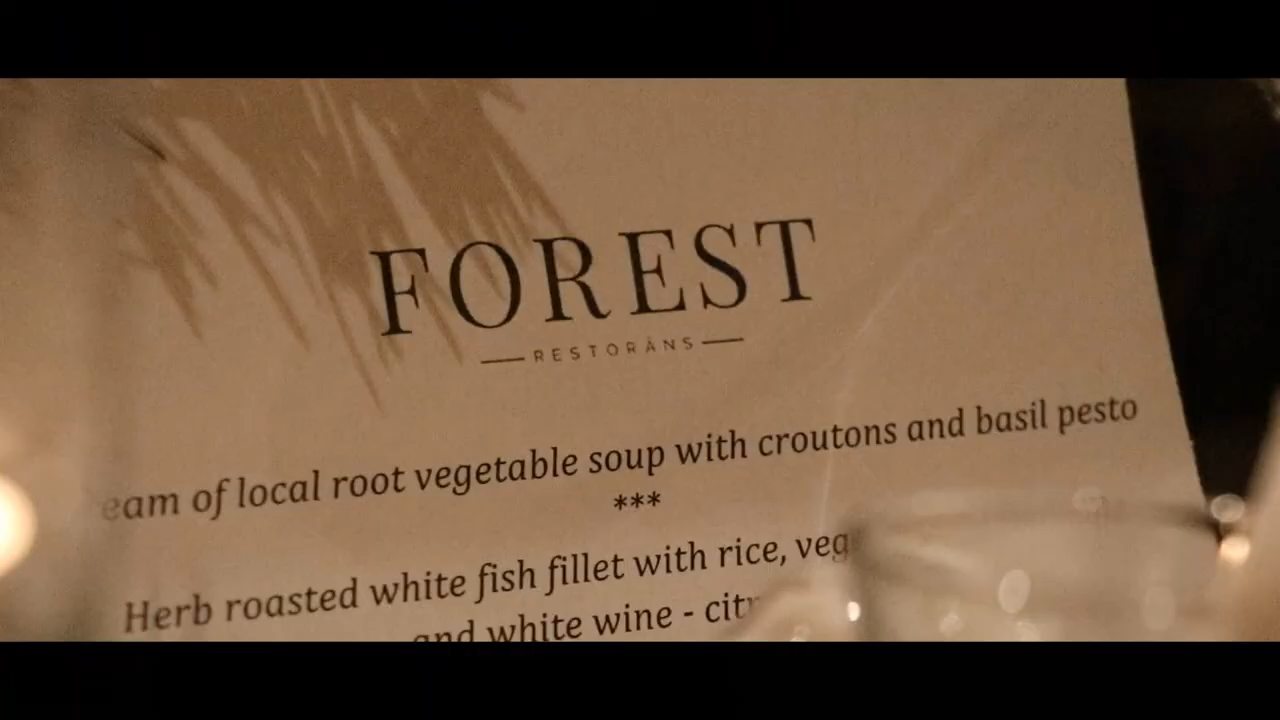 FOREST
RESTORĀNS
eam of local root vegetable soup with croutons and basil pesto
***
Herb roasted white fish fillet with rice, veg
and white wine - cit